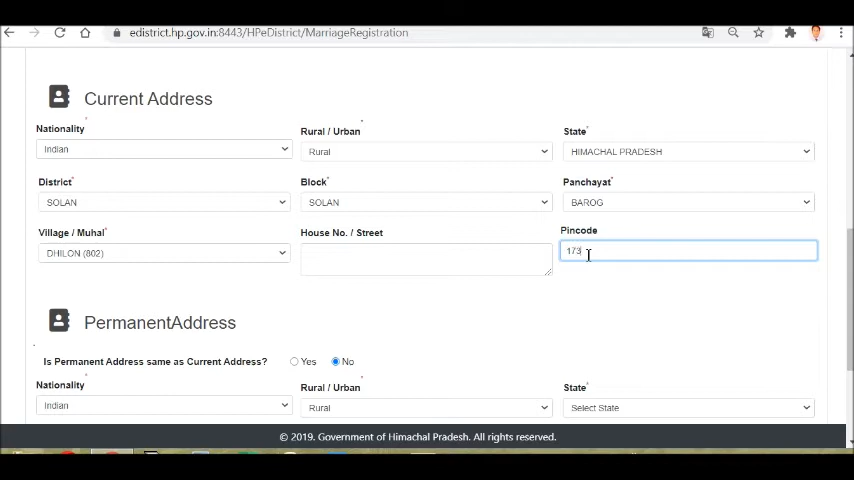 edistrict.hp.gov.in:8443/HPeDistrict/MarriageRegistration
Current Address
Nationality* Rural / Urban* State*
Indian Rural HIMACHAL PRADESH
District* Block* Panchayat*
SOLAN SOLAN BAROG
Village / Muhal* House No. / Street Pincode
DHILON (802) 173
PermanentAddress
Is Permanent Address same as Current Address? Yes No
Nationality* Rural / Urban* State*
Indian Rural Select State
© 2019. Government of Himachal Pradesh. All rights reserved.